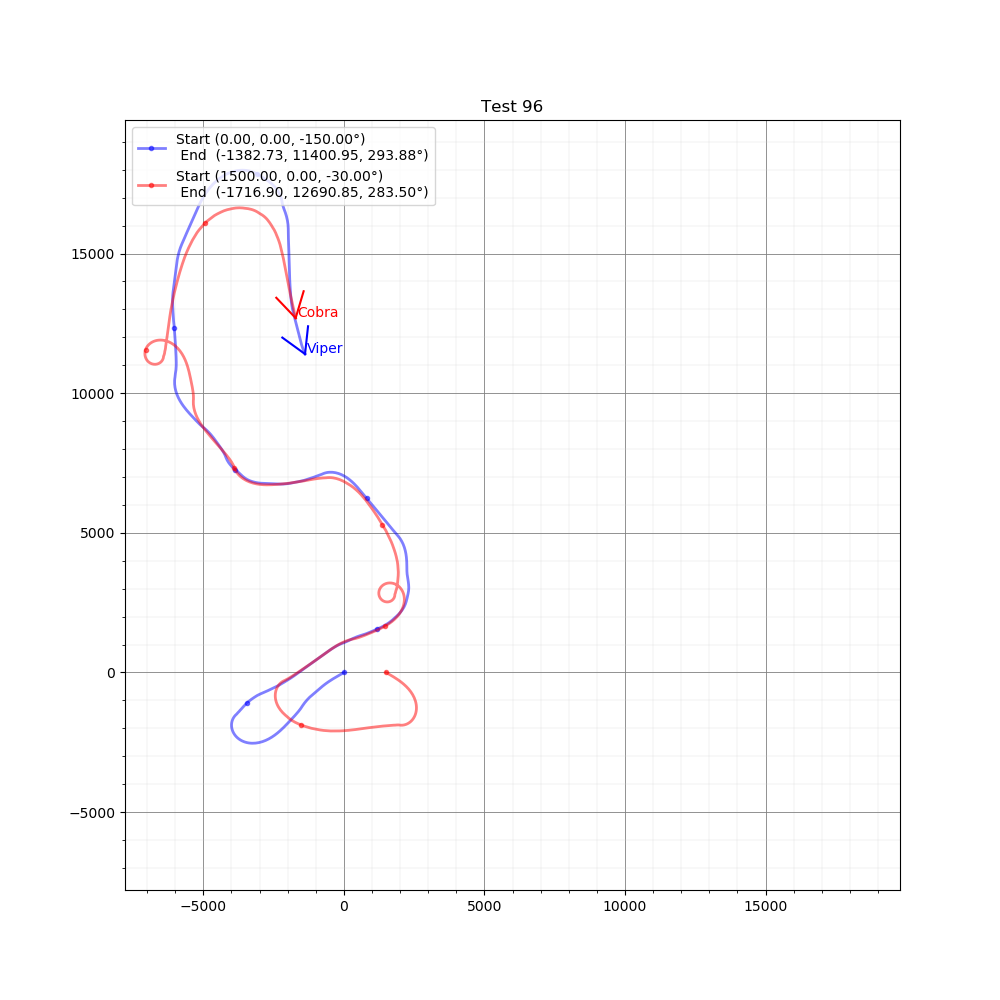 Test 96
Start (0.00, 0.00, -150.00°)
End (-1382.73, 11400.95, 293.88°)
Start (1500.00, 0.00, -30.00°)
End (-1716.90, 12690.85, 283.50°)
15000
Cobra
Viper
10000
5000
0
−5000
−5000 0 5000 10000 15000